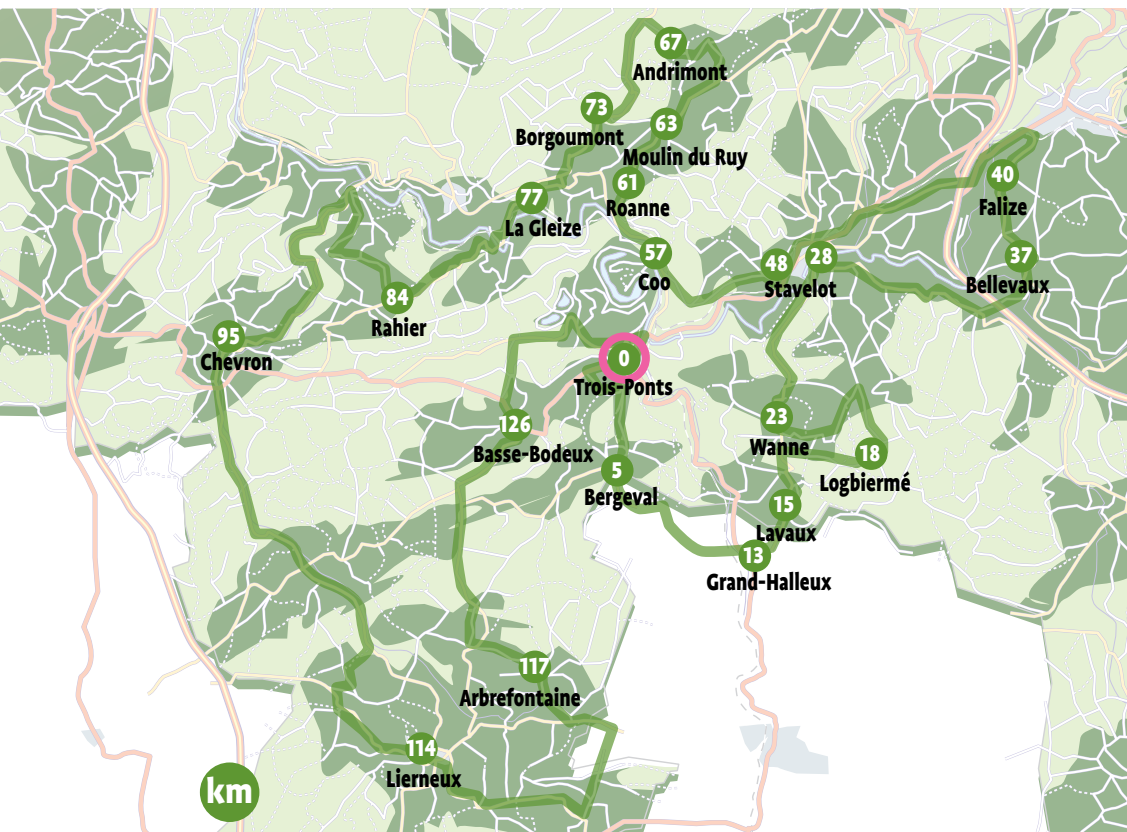 67
Andrimont
73
Borgoumont
63
Moulin du Ruy
61
Roanne
77
La Gleize
40
Falize
57
Coo
48
28
Stavelot
37
Bellevaux
84
Rahier
95
Chevron
0
Trois-Ponts
126
Basse-Bodeux
23
Wanne
18
Logbiermé
5
Bergeval
15
Lavaux
13
Grand-Halleux
117
Arbrefontaine
114
Lierneux
km